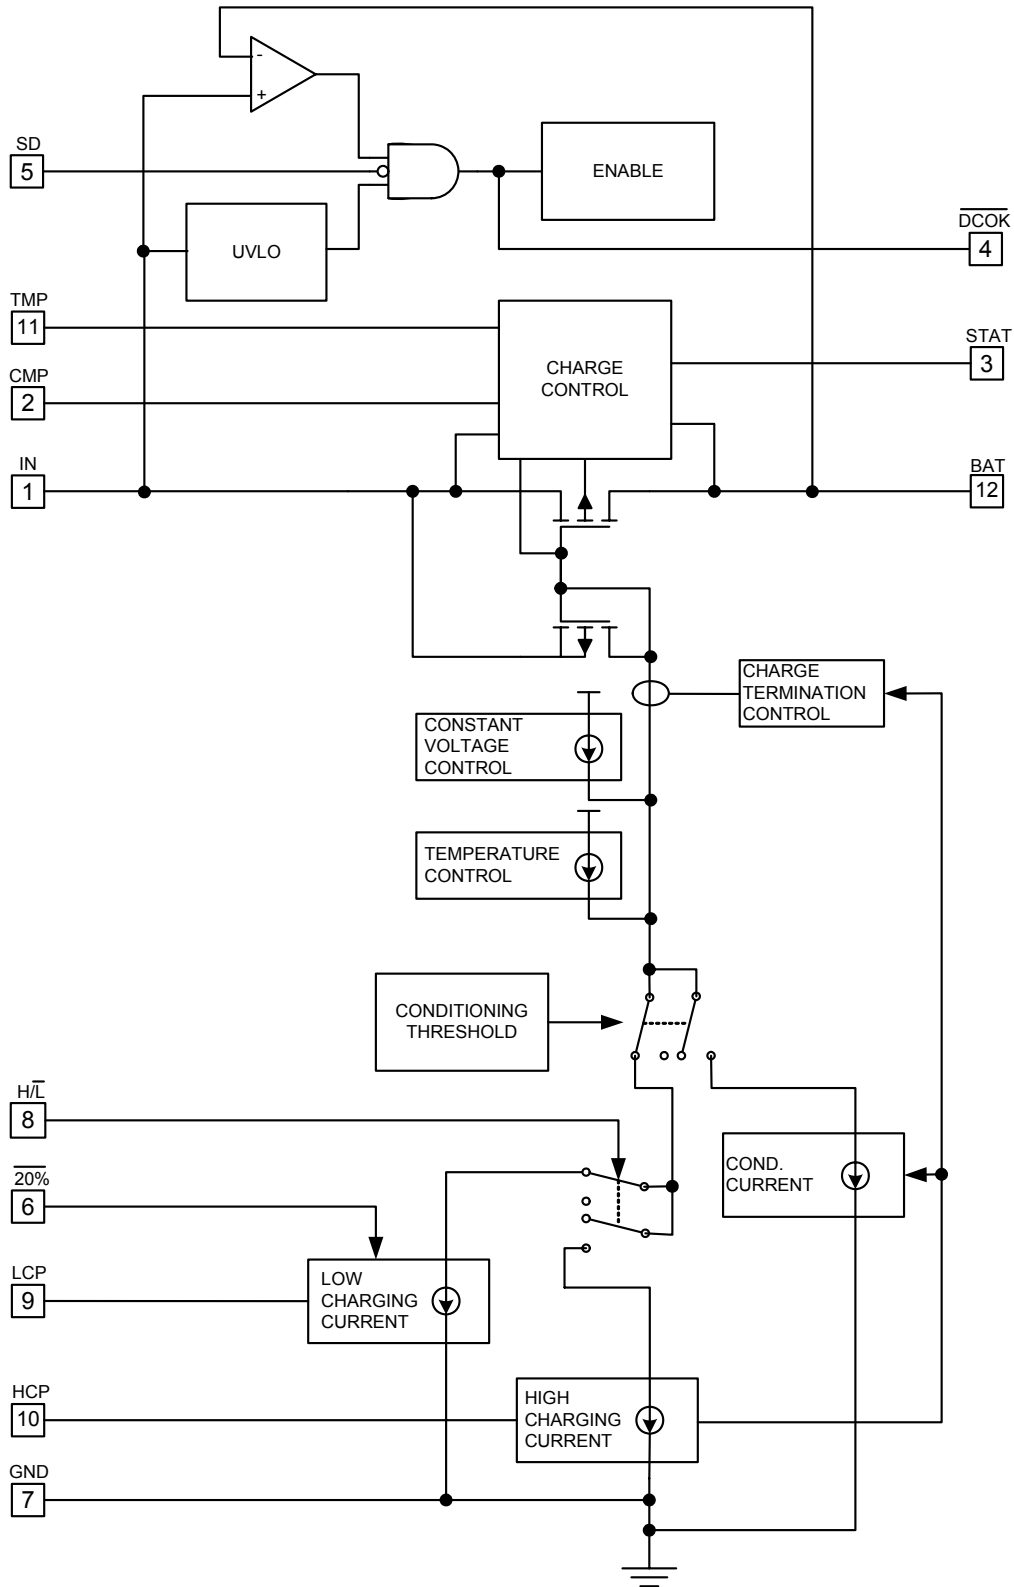 -
+
SD
5
ENABLE
DCOK
4
UVLO
TMP
11
STAT
3
CHARGE
CONTROL
CMP
2
IN
1
BAT
12
CHARGE
TERMINATION
CONTROL
CONSTANT
VOLTAGE
CONTROL
TEMPERATURE
CONTROL
CONDITIONING
THRESHOLD
H/L̅
8
COND.
CURRENT
20%
6
LCP
9
LOW
CHARGING
CURRENT
HCP
10
HIGH
CHARGING
CURRENT
GND
7